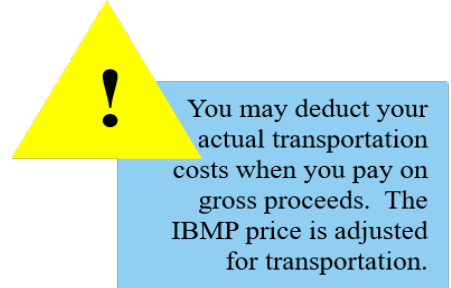 !
You may deduct your
actual transportation
costs when you pay on
gross proceeds.  The
IBMP price is adjusted
for transportation.